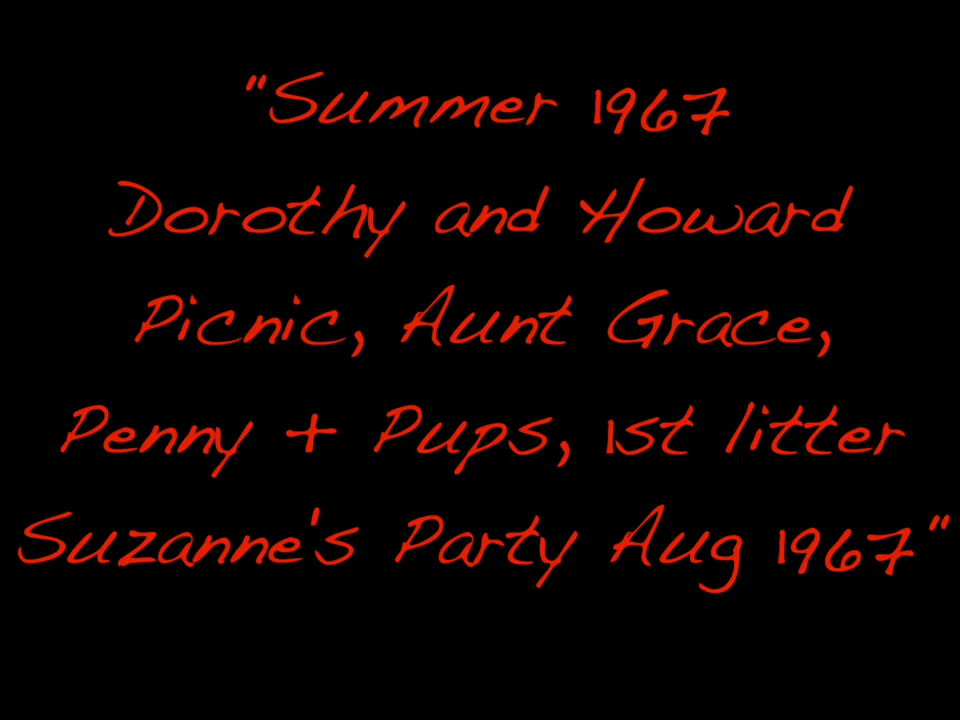 "Summer 1967
Dorothy and Howard
Picnic, Aunt Grace,
Penny + Pups, 1st litter
Suzanne's Party Aug 1967"